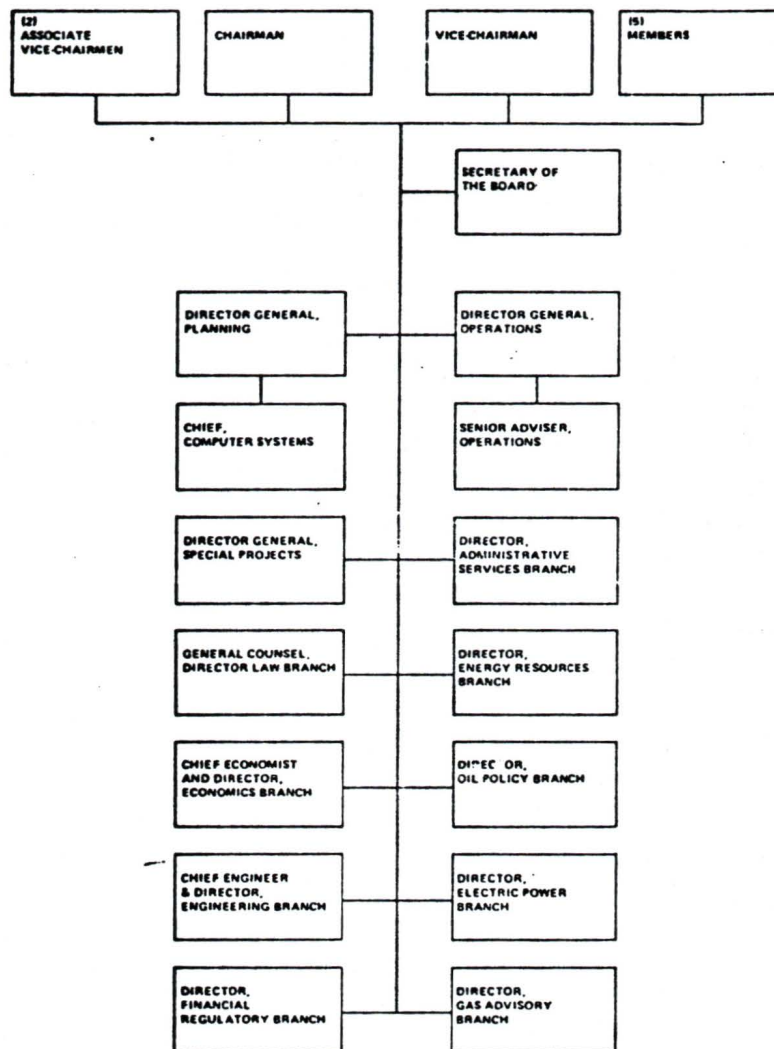 (2)
ASSOCIATE
VICE-CHAIRMEN
CHAIRMAN
VICE-CHAIRMAN
(5)
MEMBERS
SECRETARY OF
THE BOARD
DIRECTOR GENERAL,
PLANNING
DIRECTOR GENERAL,
OPERATIONS
CHIEF,
COMPUTER SYSTEMS
SENIOR ADVISER,
OPERATIONS
DIRECTOR GENERAL,
SPECIAL PROJECTS
DIRECTOR,
ADMINISTRATIVE
SERVICES BRANCH
GENERAL COUNSEL,
DIRECTOR LAW BRANCH
DIRECTOR,
ENERGY RESOURCES
BRANCH
CHIEF ECONOMIST
AND DIRECTOR,
ECONOMICS BRANCH
DIRECTOR,
OIL POLICY BRANCH
CHIEF ENGINEER
& DIRECTOR,
ENGINEERING BRANCH
DIRECTOR,
ELECTRIC POWER
BRANCH
DIRECTOR,
FINANCIAL
REGULATORY BRANCH
DIRECTOR,
GAS ADVISORY
BRANCH